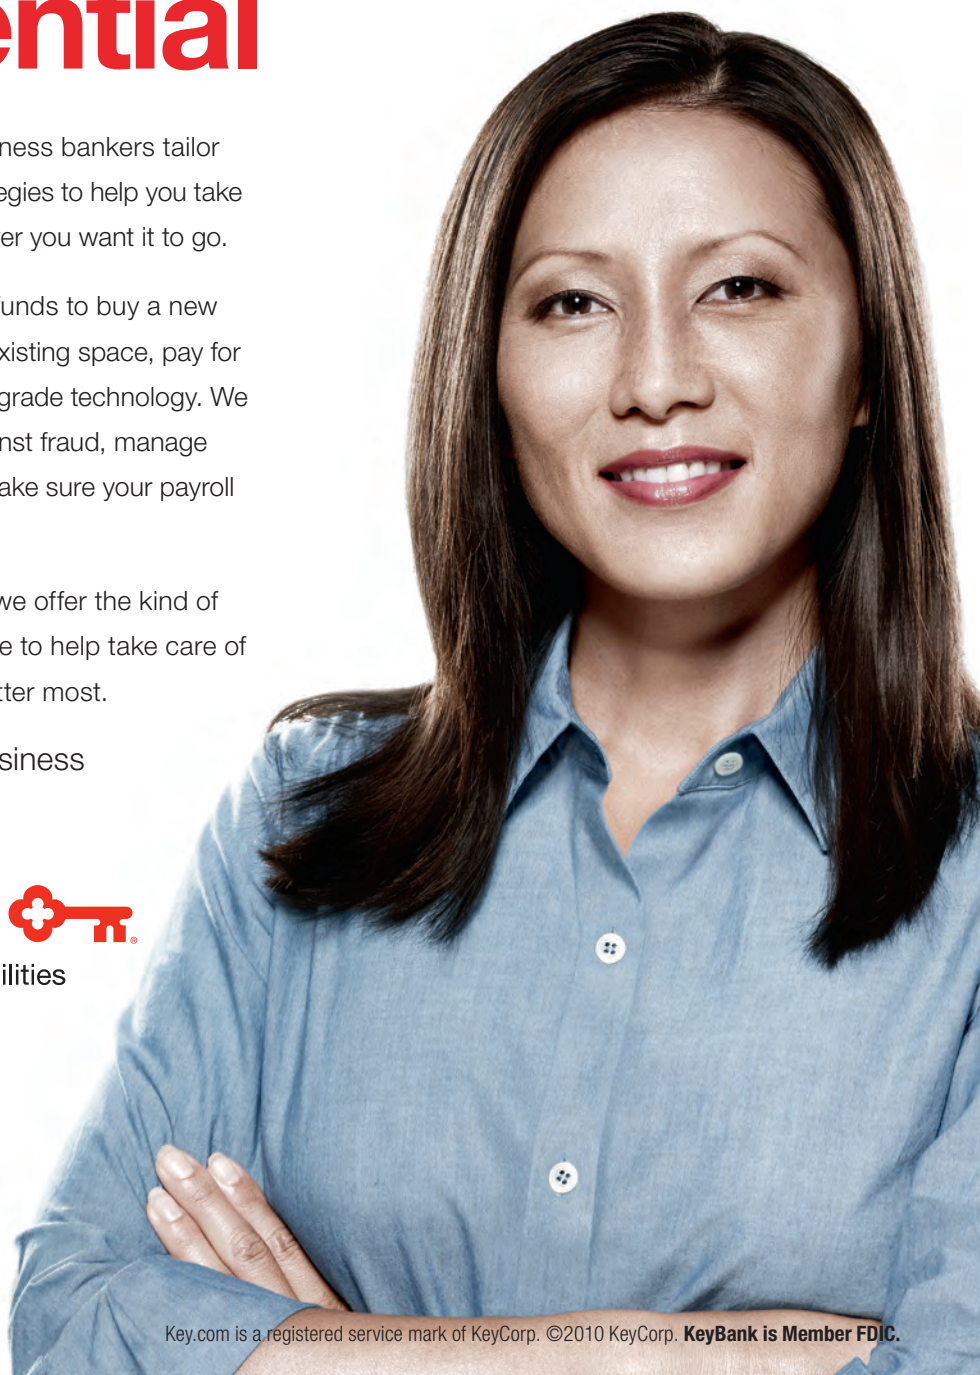 ential
ness bankers tailor
egies to help you take
er you want it to go.
funds to buy a new
xisting space, pay for
grade technology. We
nst fraud, manage
ake sure your payroll
we offer the kind of
e to help take care of
tter most.
siness
®
ilities
Key.com is a registered service mark of KeyCorp. ©2010 KeyCorp. KeyBank is Member FDIC.